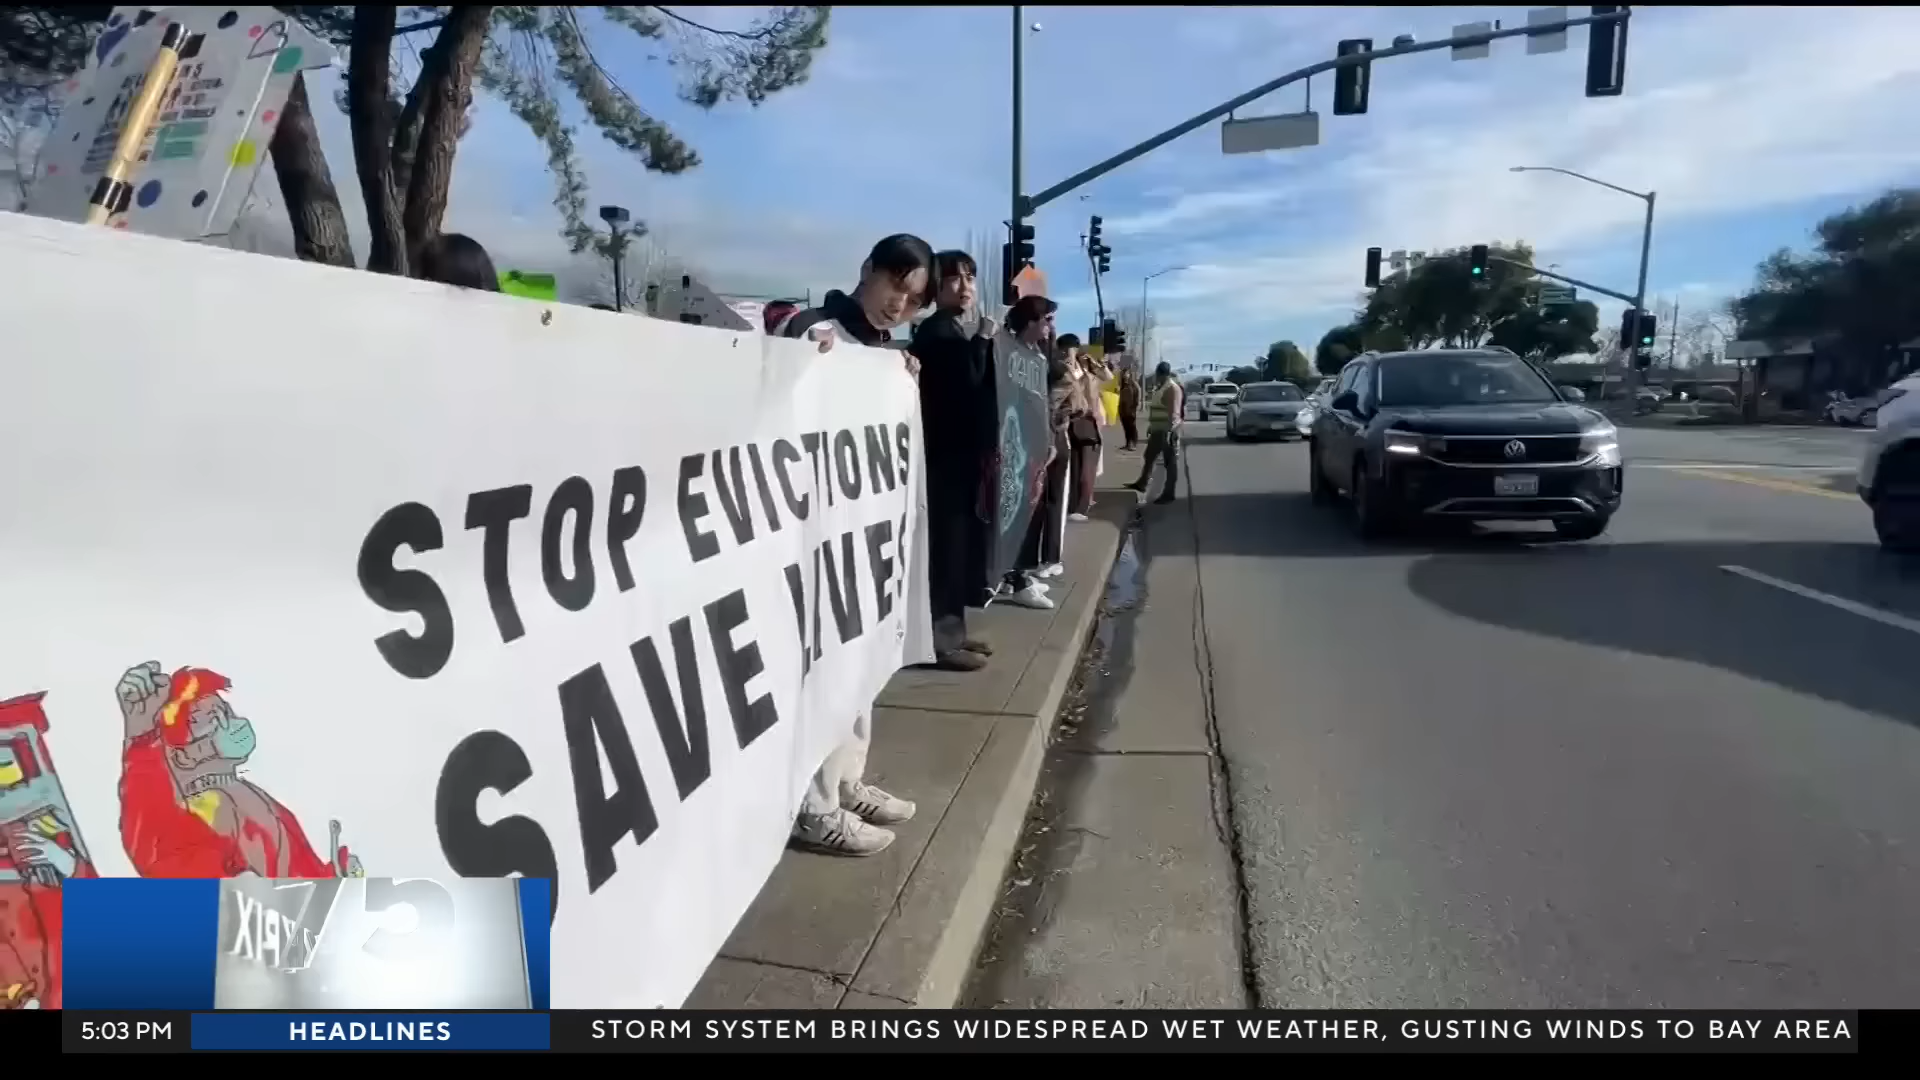 STOP EVICTIONS
SAVE LIVES
5:03 PM
HEADLINES
STORM SYSTEM BRINGS WIDESPREAD WET WEATHER, GUSTING WINDS TO BAY AREA